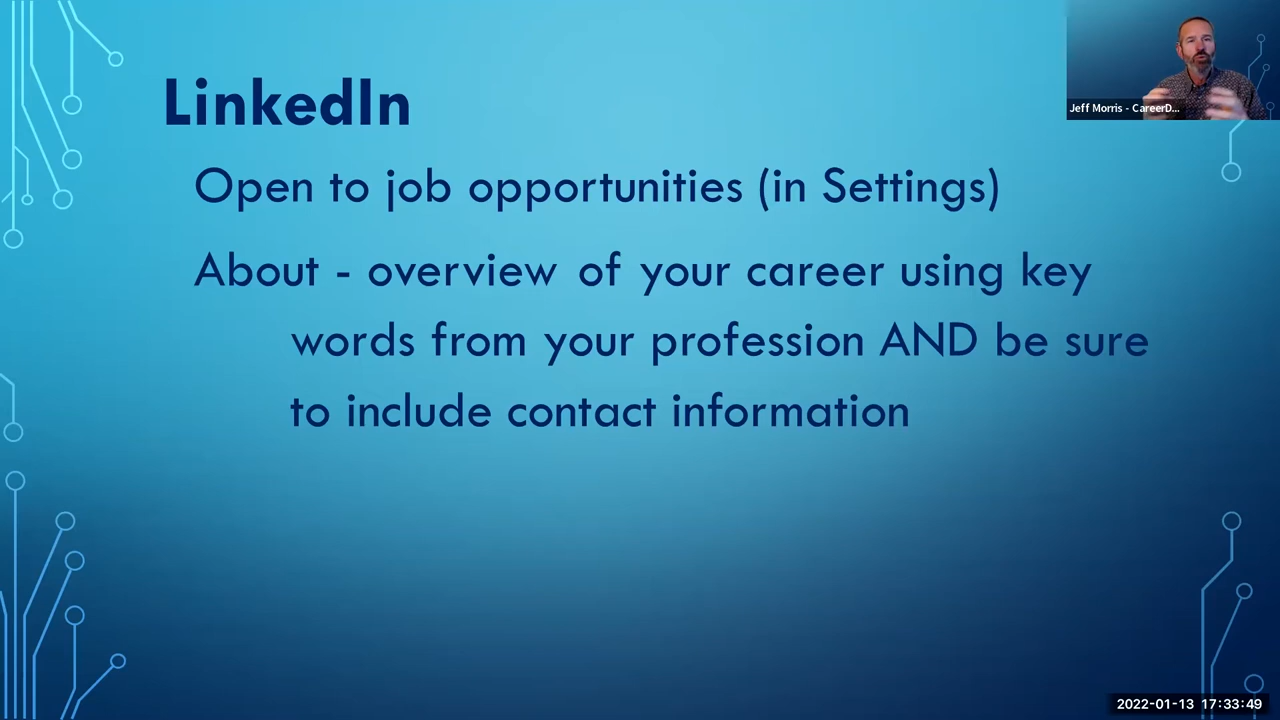 LinkedIn
Open to job opportunities (in Settings)
About - overview of your career using key
words from your profession AND be sure
to include contact information
Jeff Morris - CareerD...
2022-01-13 17:33:49